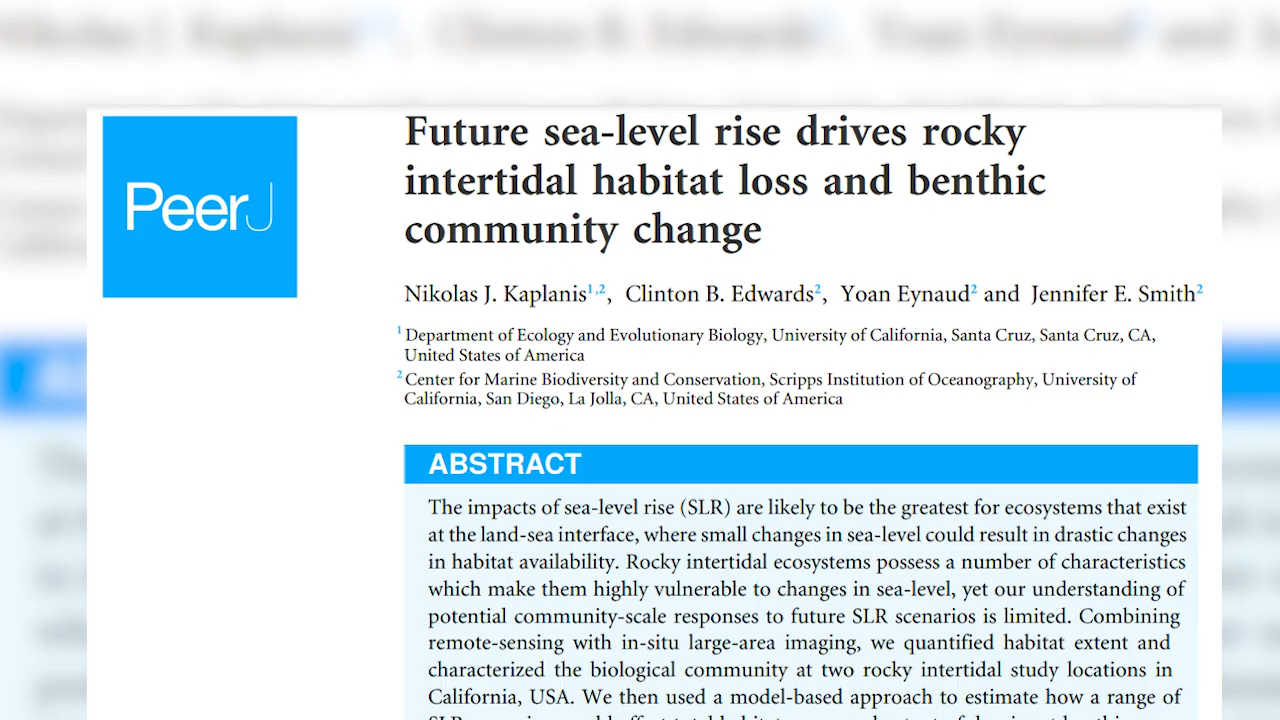 PeerJ
Future sea-level rise drives rocky
intertidal habitat loss and benthic
community change
Nikolas J. Kaplanis1,2, Clinton B. Edwards2, Yoan Eynaud2 and Jennifer E. Smith2
1 Department of Ecology and Evolutionary Biology, University of California, Santa Cruz, Santa Cruz, CA,
United States of America
2 Center for Marine Biodiversity and Conservation, Scripps Institution of Oceanography, University of
California, San Diego, La Jolla, CA, United States of America
ABSTRACT
The impacts of sea-level rise (SLR) are likely to be the greatest for ecosystems that exist
at the land-sea interface, where small changes in sea-level could result in drastic changes
in habitat availability. Rocky intertidal ecosystems possess a number of characteristics
which make them highly vulnerable to changes in sea-level, yet our understanding of
potential community-scale responses to future SLR scenarios is limited. Combining
remote-sensing with in-situ large-area imaging, we quantified habitat extent and
characterized the biological community at two rocky intertidal study locations in
California, USA. We then used a model-based approach to estimate how a range of